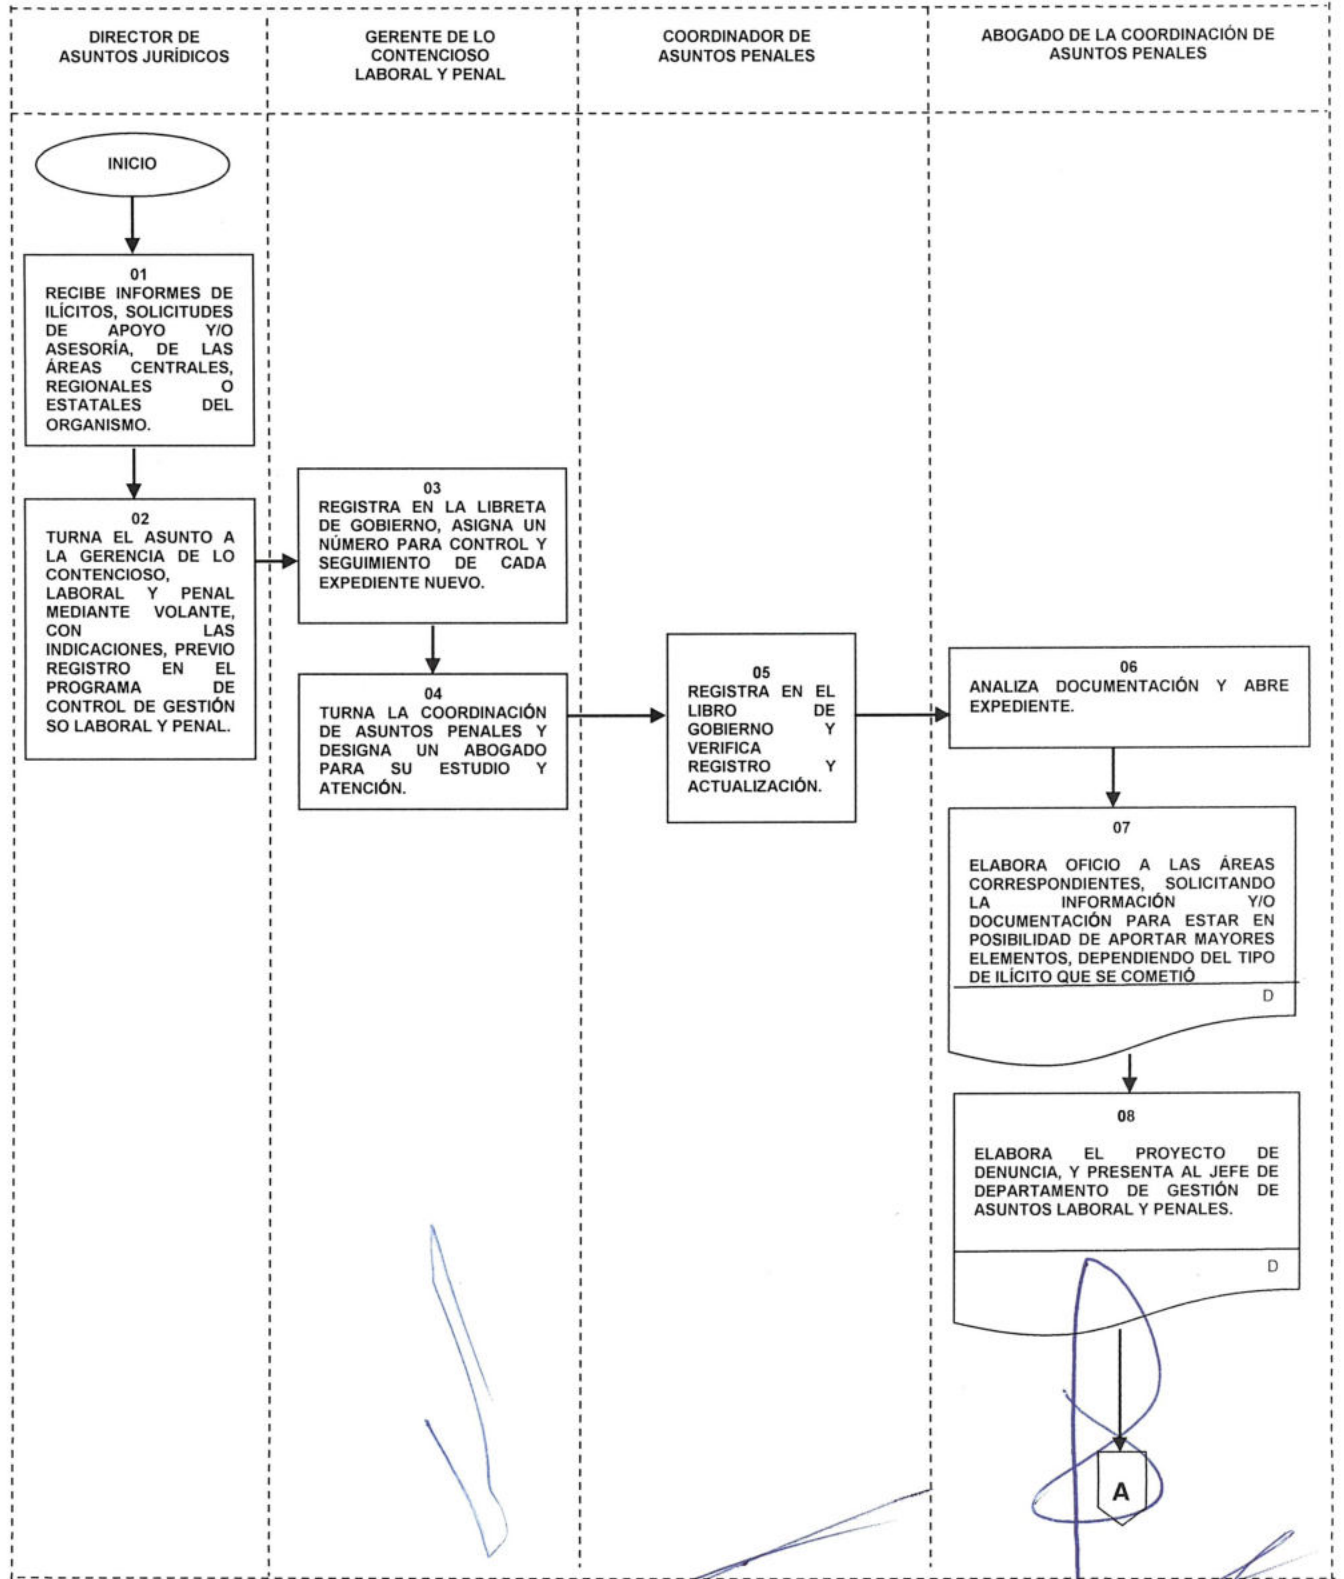 DIRECTOR DE
ASUNTOS JURÍDICOS
GERENTE DE LO
CONTENCIOSO
LABORAL Y PENAL
COORDINADOR DE
ASUNTOS PENALES
ABOGADO DE LA COORDINACIÓN DE
ASUNTOS PENALES
INICIO
01
RECIBE INFORMES DE
ILÍCITOS, SOLICITUDES
DE APOYO Y/O
ASESORÍA, DE LAS
ÁREAS CENTRALES,
REGIONALES O
ESTATALES DEL
ORGANISMO.
02
TURNA EL ASUNTO A
LA GERENCIA DE LO
CONTENCIOSO,
LABORAL Y PENAL
MEDIANTE VOLANTE,
CON LAS
INDICACIONES, PREVIO
REGISTRO EN EL
PROGRAMA DE
CONTROL DE GESTIÓN
SO LABORAL Y PENAL.
03
REGISTRA EN LA LIBRETA
DE GOBIERNO, ASIGNA UN
NÚMERO PARA CONTROL Y
SEGUIMIENTO DE CADA
EXPEDIENTE NUEVO.
04
TURNA LA COORDINACIÓN
DE ASUNTOS PENALES Y
DESIGNA UN ABOGADO
PARA SU ESTUDIO Y
ATENCIÓN.
05
REGISTRA EN EL
LIBRO DE
GOBIERNO Y
VERIFICA
REGISTRO Y
ACTUALIZACIÓN.
06
ANALIZA DOCUMENTACIÓN Y ABRE
EXPEDIENTE.
07
ELABORA OFICIO A LAS ÁREAS
CORRESPONDIENTES, SOLICITANDO
LA INFORMACIÓN Y/O
DOCUMENTACIÓN PARA ESTAR EN
POSIBILIDAD DE APORTAR MAYORES
ELEMENTOS, DEPENDIENDO DEL TIPO
DE ILÍCITO QUE SE COMETIÓ
D
08
ELABORA EL PROYECTO DE
DENUNCIA, Y PRESENTA AL JEFE DE
DEPARTAMENTO DE GESTIÓN DE
ASUNTOS LABORAL Y PENALES.
D
A